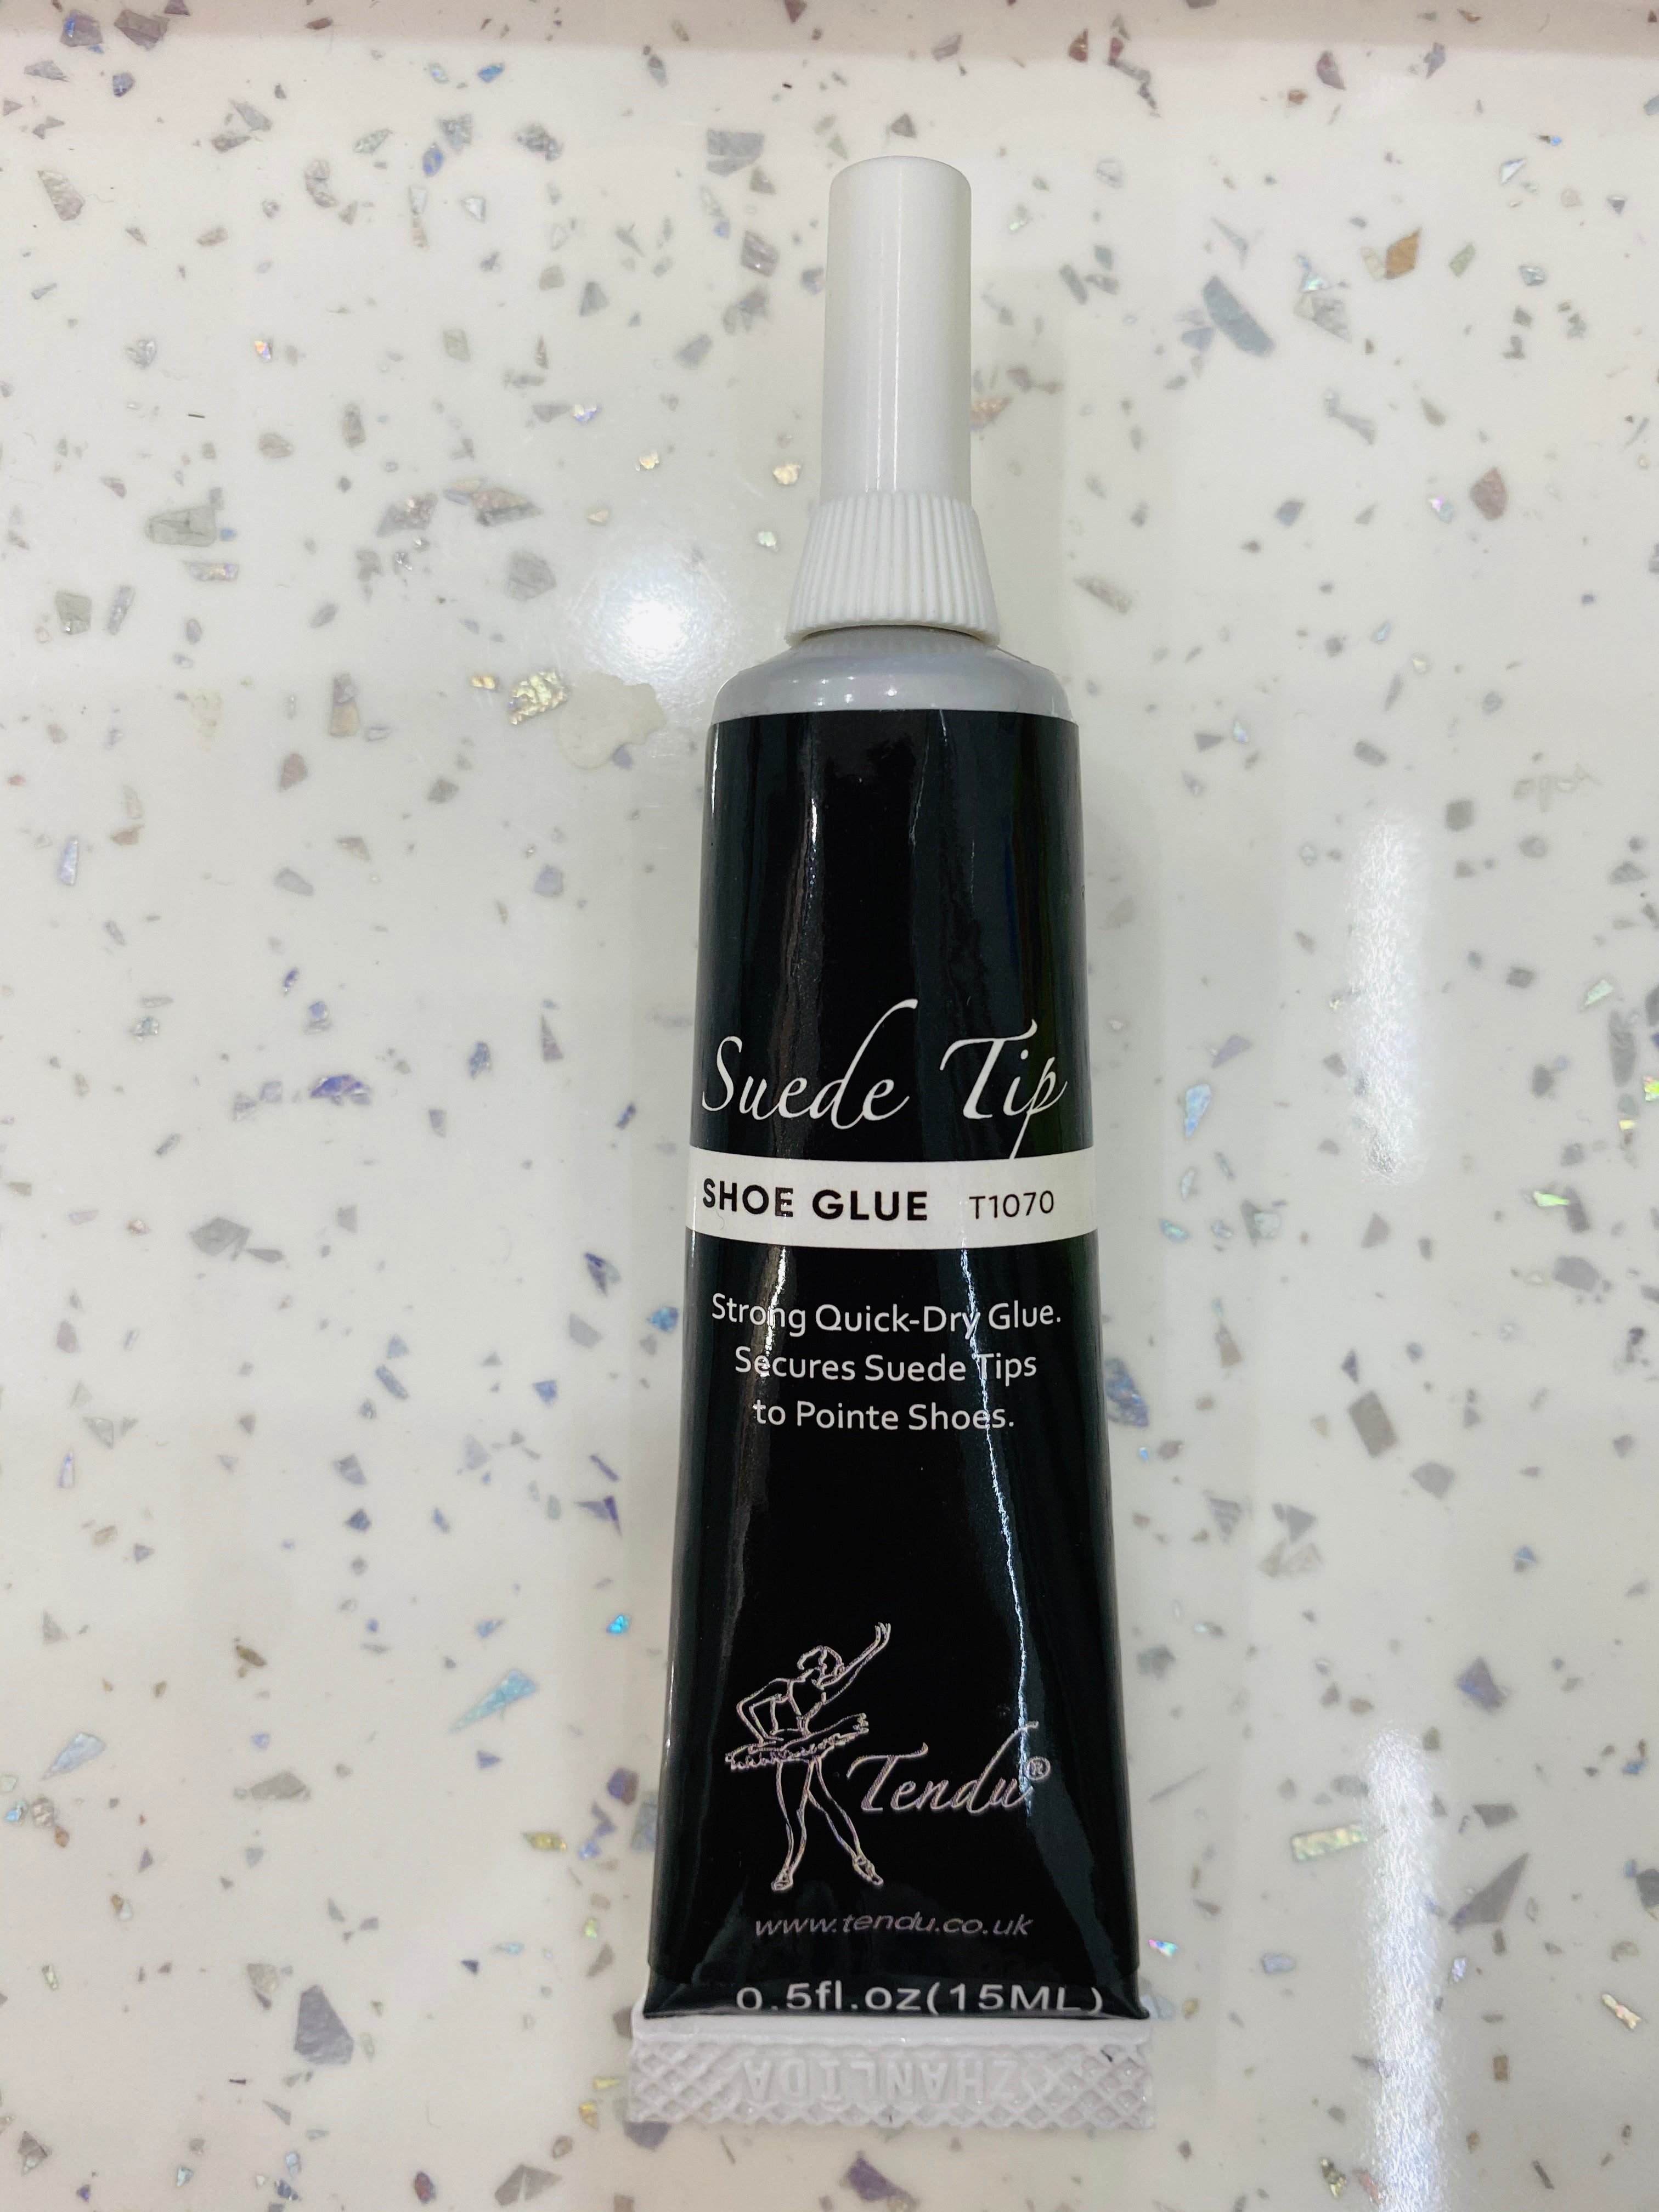 Suede Tip
SHOE GLUE T1070
Strong Quick-Dry Glue.
Secures Suede Tips
to Pointe Shoes.
Tendu®
www.tendu.co.uk
0.5fl.oz(15ML)
ZHANLIDA